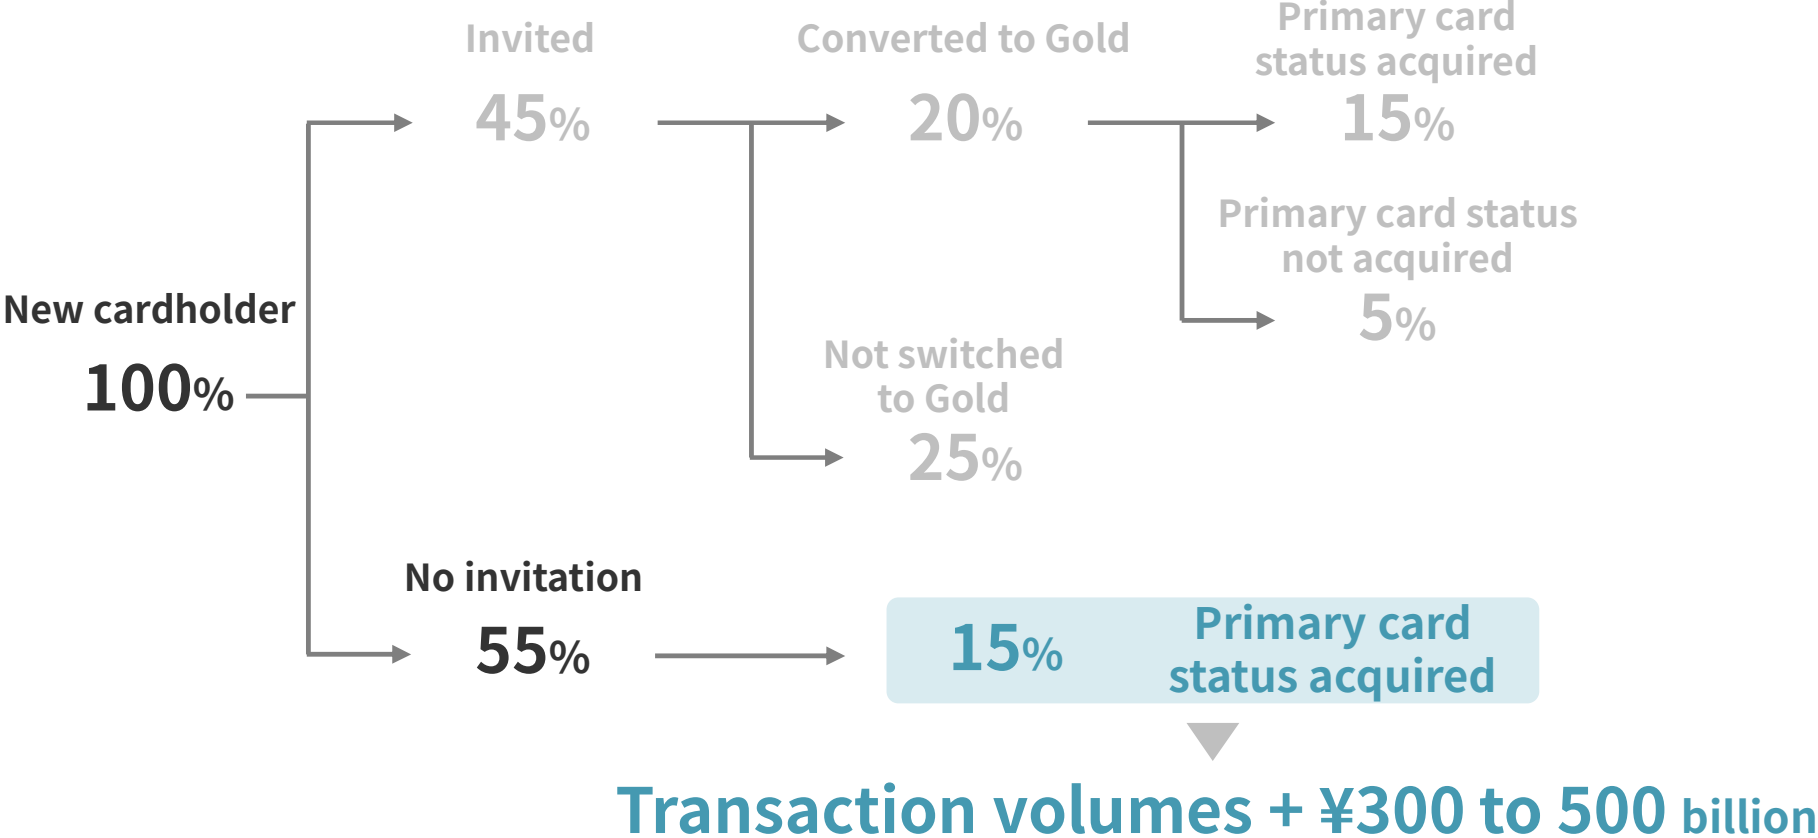 Invited
45%
Converted to Gold
20%
Primary card
status acquired
15%
Primary card status
not acquired
5%
New cardholder
100%
Not switched
to Gold
25%
No invitation
55%
15%
Primary card
status acquired
Transaction volumes + ¥300 to 500 billion